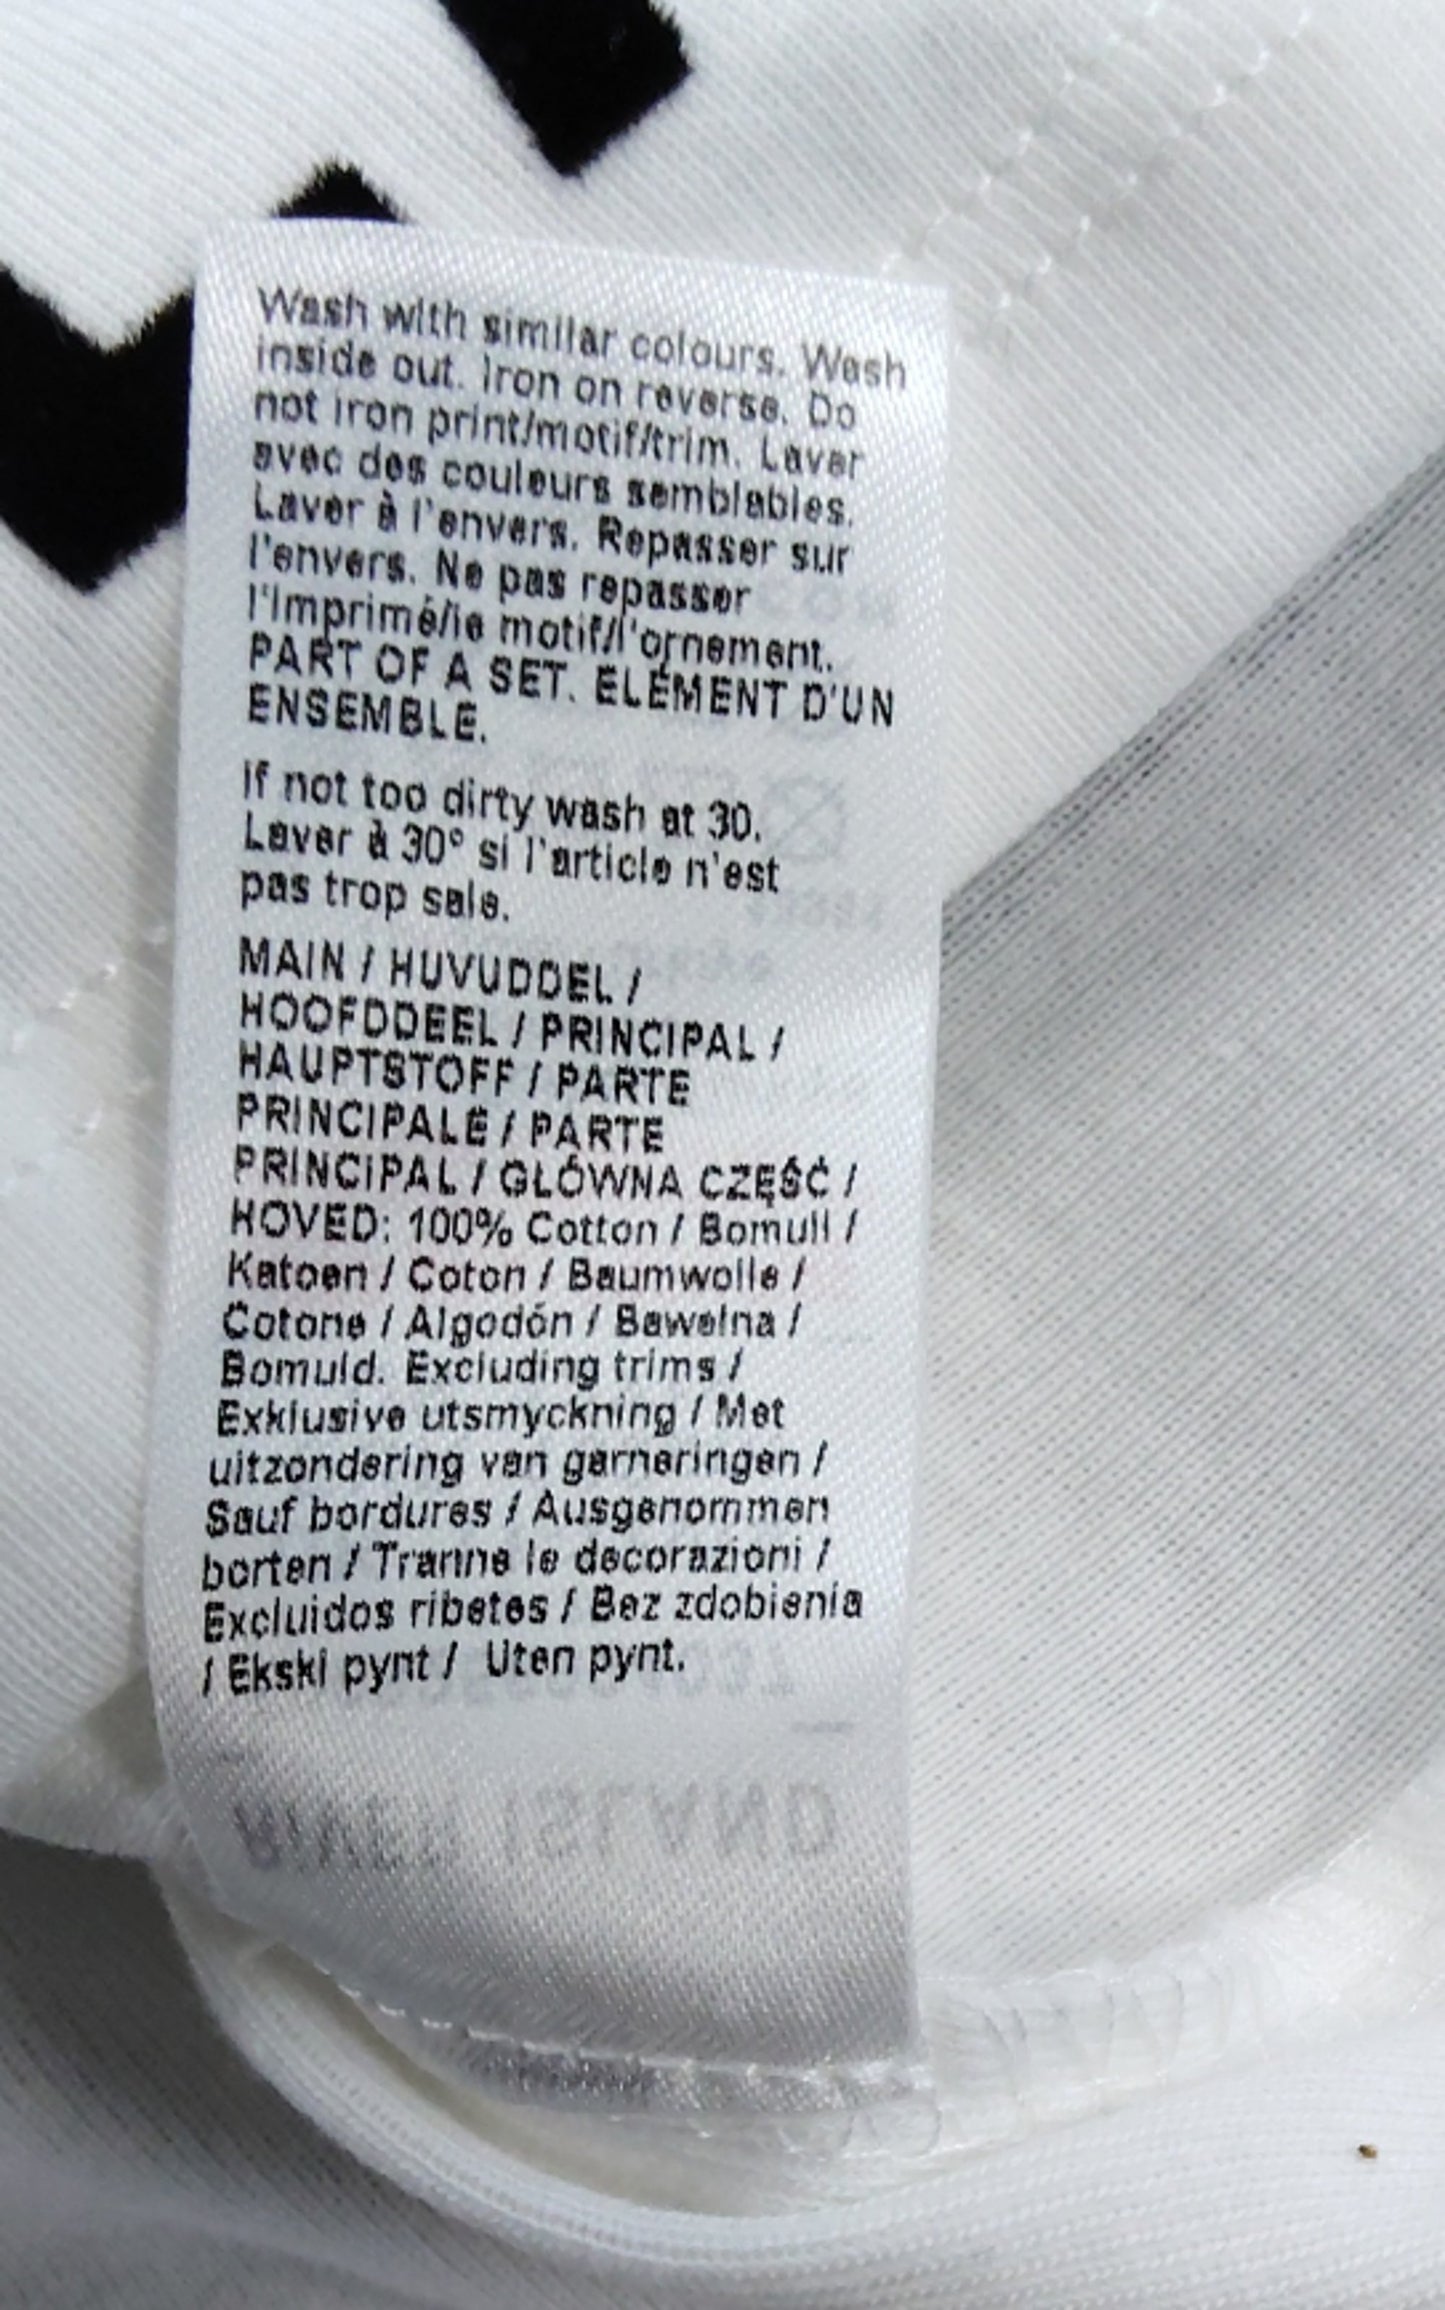 Wash with similar colours. Wash
inside out. Iron on reverse. Do
not iron print/motif/trim. Laver
avec des couleurs semblables.
Laver à l'envers. Repasser sur
l'envers. Ne pas repasser
l'Imprimé/le motif/l'ornement.
PART OF A SET. ELÉMENT D'UN
ENSEMBLE.
If not too dirty wash at 30.
Laver à 30° si l'article n'est
pas trop sale.
MAIN / HUVUDDEL /
HOOFDDEEL / PRINCIPAL /
HAUPTSTOFF / PARTE
PRINCIPALE / PARTE
PRINCIPAL / GŁÓWNA CZĘŚĆ /
HOVED: 100% Cotton / Bomull /
Katoen / Coton / Baumwolle /
Cotone / Algodón / Bawełna /
Bomuld. Excluding trims /
Exklusive utsmyckning / Met
uitzondering van garneringen /
Sauf bordures / Ausgenommen
borten / Tranne le decorazioni /
Excluidos ribetes / Bez zdobienia
/ Ekskl pynt / Uten pynt.
ISLAND